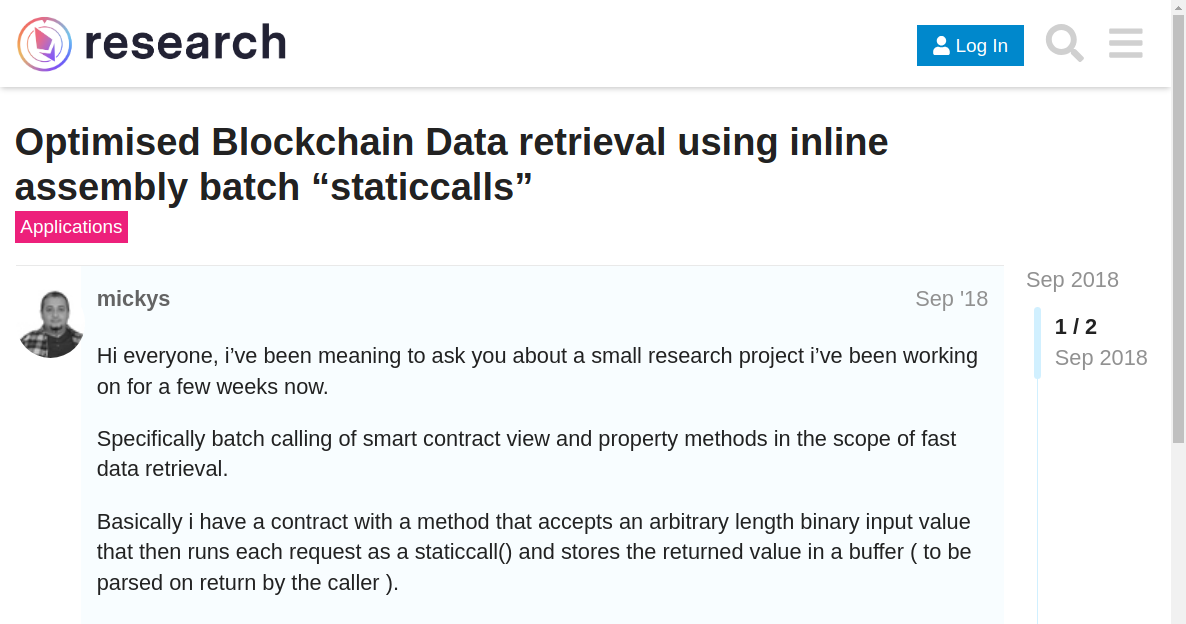 research
Log In
Optimised Blockchain Data retrieval using inline
assembly batch “staticcalls”
Applications
mickys
Sep '18
Hi everyone, i’ve been meaning to ask you about a small research project i’ve been working
on for a few weeks now.
Specifically batch calling of smart contract view and property methods in the scope of fast
data retrieval.
Basically i have a contract with a method that accepts an arbitrary length binary input value
that then runs each request as a staticcall() and stores the returned value in a buffer ( to be
parsed on return by the caller ).
Sep 2018
1 / 2
Sep 2018